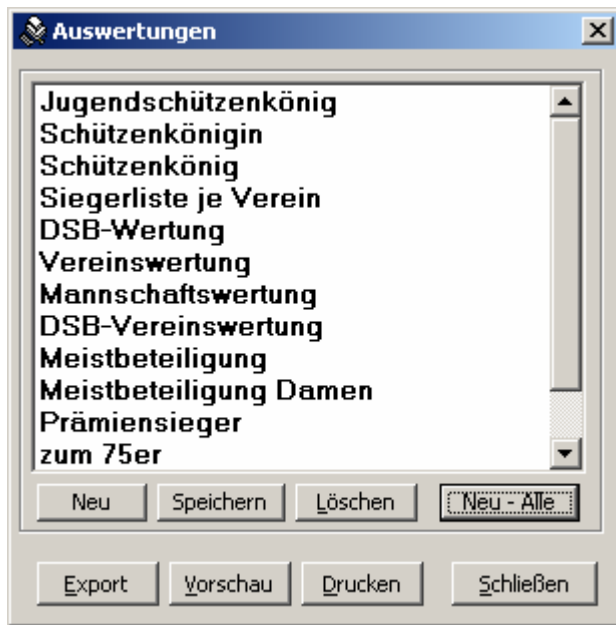 Auswertungen
Jugendschützenkönig
Schützenkönigin
Schützenkönig
Siegerliste je Verein
DSB-Wertung
Vereinswertung
Mannschaftswertung
DSB-Vereinswertung
Meistbeteiligung
Meistbeteiligung Damen
Prämiensieger
zum 75er
Neu Speichern Löschen Neu - Alle
Export Vorschau Drucken Schließen